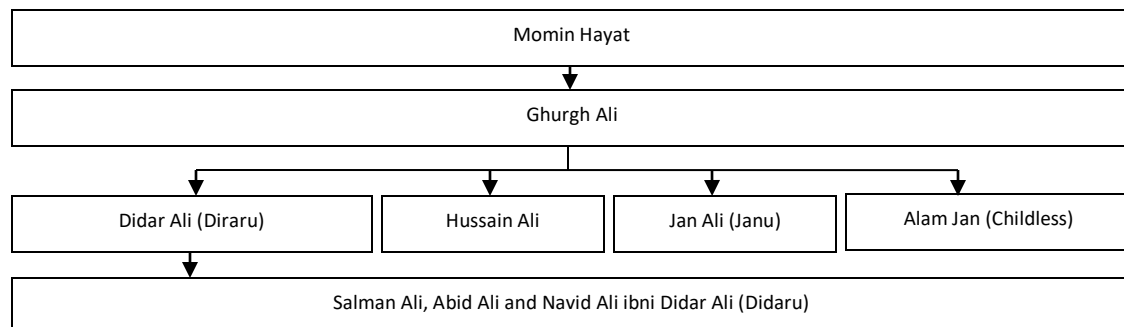 Momin Hayat
Ghurgh Ali
Didar Ali (Diraru)
Hussain Ali
Jan Ali (Janu)
Alam Jan (Childless)
Salman Ali, Abid Ali and Navid Ali ibni Didar Ali (Didaru)